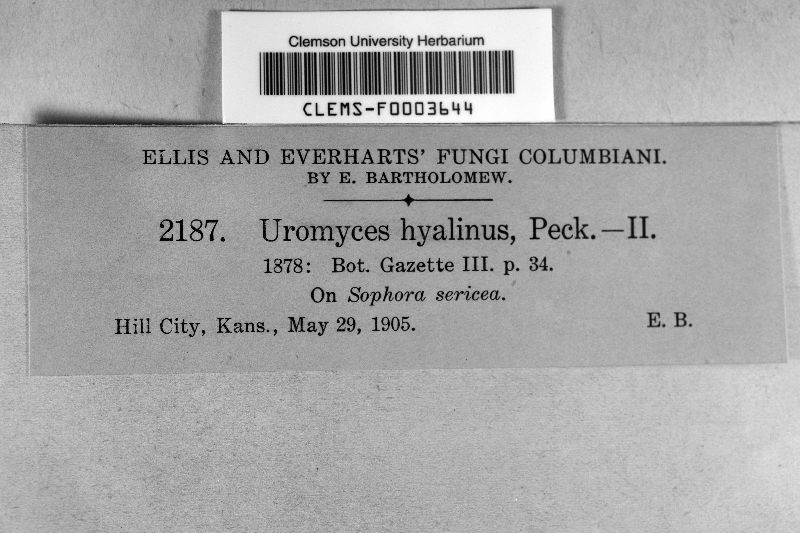 Clemson University Herbarium
CLEMS-F0003644
ELLIS AND EVERHARTS' FUNGI COLUMBIANI.
BY E. BARTHOLOMEW.
2187. Uromyces hyalinus, Peck.—II.
1878: Bot. Gazette III. p. 34.
On Sophora sericea.
Hill City, Kans., May 29, 1905. E. B.